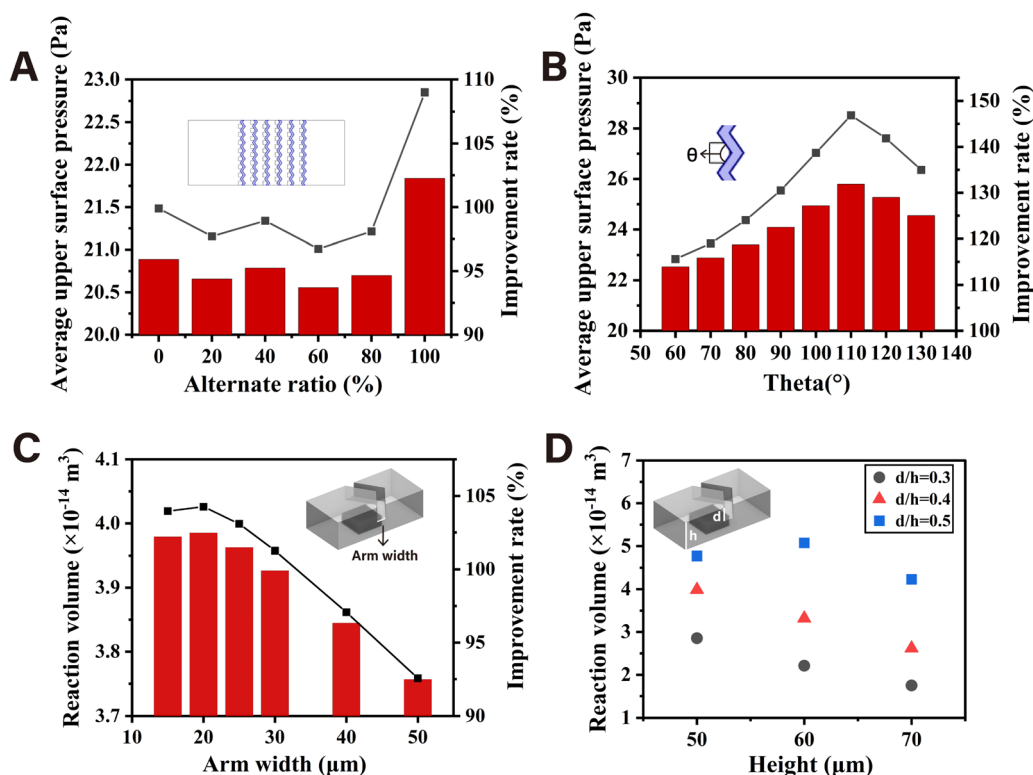 A
Average upper surface pressure (Pa)
23.0
22.5
22.0
21.5
21.0
20.5
20.0
0 20 40 60 80 100
Alternate ratio (%)
110
105
100
95
90
Improvement rate (%)
B
Average upper surface pressure (Pa)
30
28
26
24
22
20
θ
50 60 70 80 90 100 110 120 130 140
Theta(°)
150
140
130
120
110
100
Improvement rate (%)
C
Reaction volume (×10⁻¹⁴ m³)
4.1
4.0
3.9
3.8
3.7
Arm width
10 20 30 40 50
Arm width (μm)
105
100
95
90
Improvement rate (%)
D
Reaction volume (×10⁻¹⁴ m³)
7
6
5
4
3
2
1
d
h
d/h=0.3
d/h=0.4
d/h=0.5
50 60 70
Height (μm)